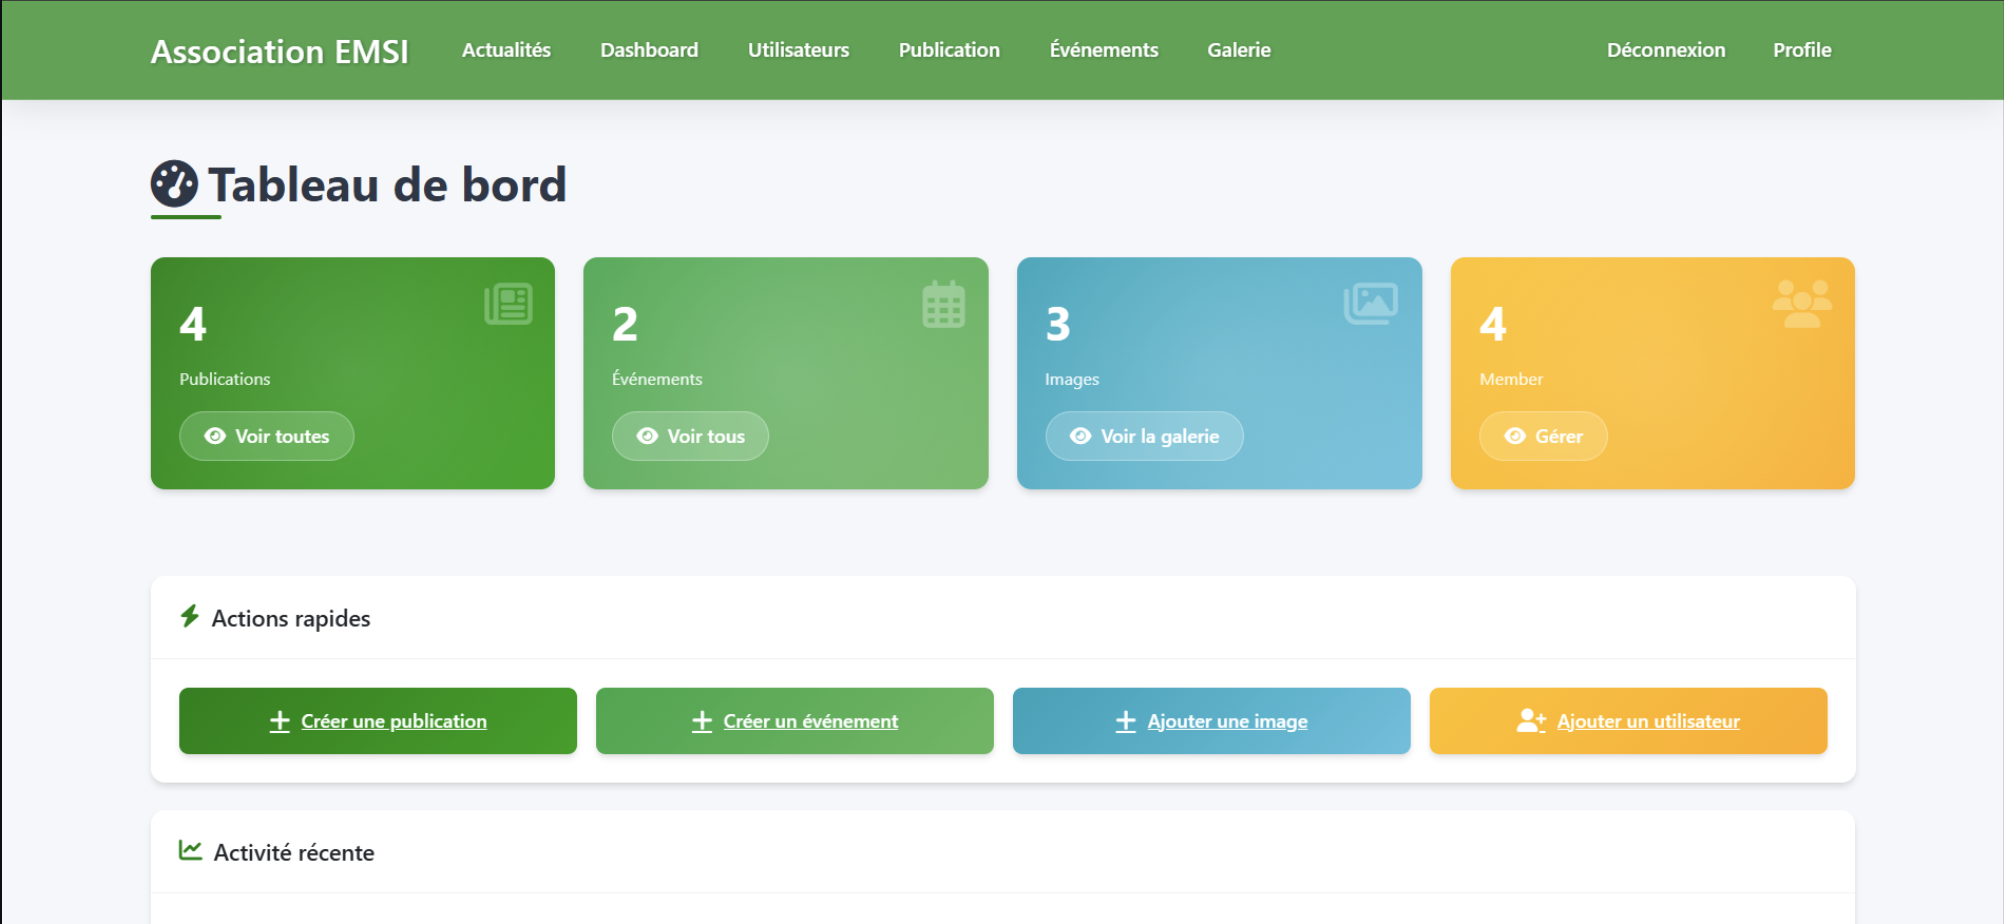 Association EMSI Actualités Dashboard Utilisateurs Publication Événements Galerie Déconnexion Profile
Tableau de bord
4
Publications
Voir toutes
2
Événements
Voir tous
3
Images
Voir la galerie
4
Member
Gérer
Actions rapides
Créer une publication
Créer un événement
Ajouter une image
Ajouter un utilisateur
Activité récente